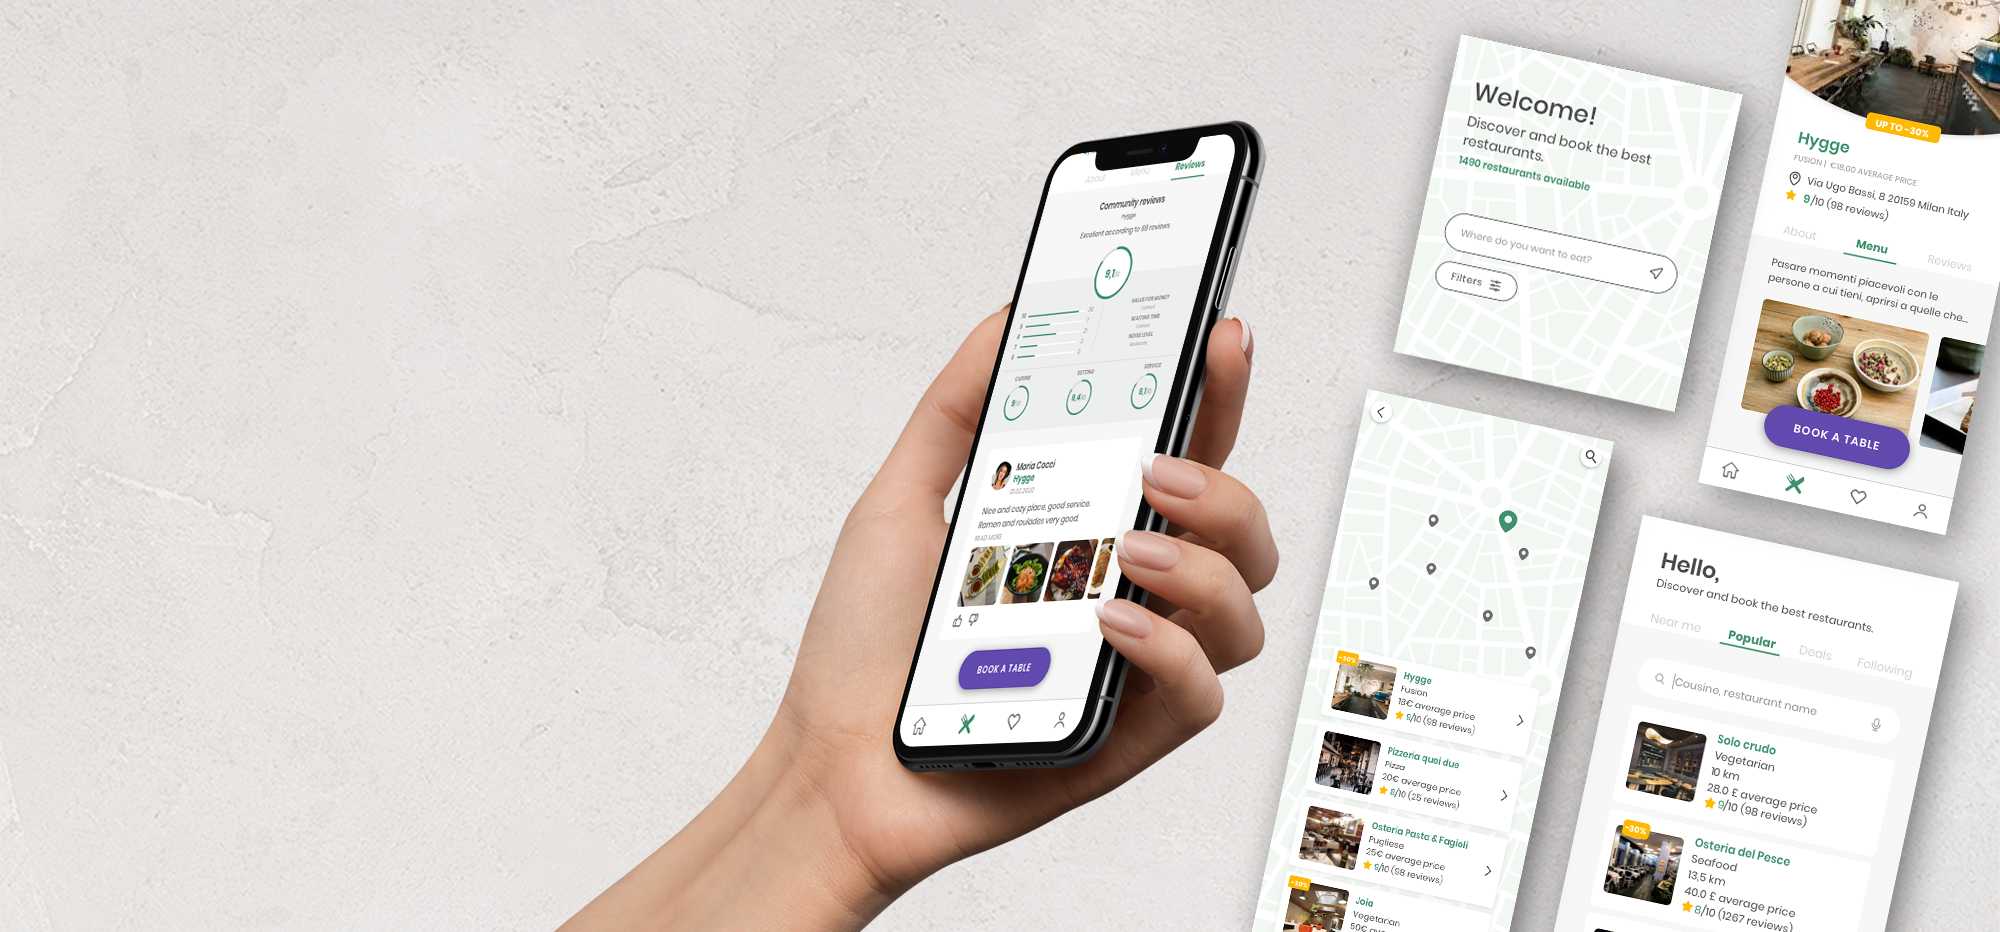 About
Menu
Reviews
Community reviews
Hygge
Excellent according to 98 reviews
9,1/10
VALUE FOR MONEY
WAITING TIME
NOISE LEVEL
CUISINE
SETTING
SERVICE
9/10
9,4/10
9,1/10
Maria Cocci
Hygge
Nice and cozy place, good service.
Ramen and roulades very good.
READ MORE
BOOK A TABLE
Welcome!
Discover and book the best
restaurants.
1490 restaurants available
Where do you want to eat?
Filters
UP TO -30%
Hygge
FUSION | €18,00 AVERAGE PRICE
Via Ugo Bassi, 8 20159 Milan Italy
9/10 (98 reviews)
About
Menu
Reviews
Pasare momenti piacevoli con le
persone a cui tieni, aprirsi a quelle che...
BOOK A TABLE
-30%
Hygge
Fusion
18€ average price
9/10 (98 reviews)
Pizzeria quei due
Pizza
20€ average price
8/10 (25 reviews)
Osteria Pasta & Fagioli
Pugliese
25€ average price
9/10 (98 reviews)
-30%
Joia
Vegetarian
Hello,
Discover and book the best restaurants.
Near me
Popular
Deals
Following
Cousine, restaurant name
Solo crudo
Vegetarian
10 km
28.0 £ average price
9/10 (98 reviews)
-30%
Osteria del Pesce
Seafood
13,5 km
40.0 £ average price
8/10 (1267 reviews)